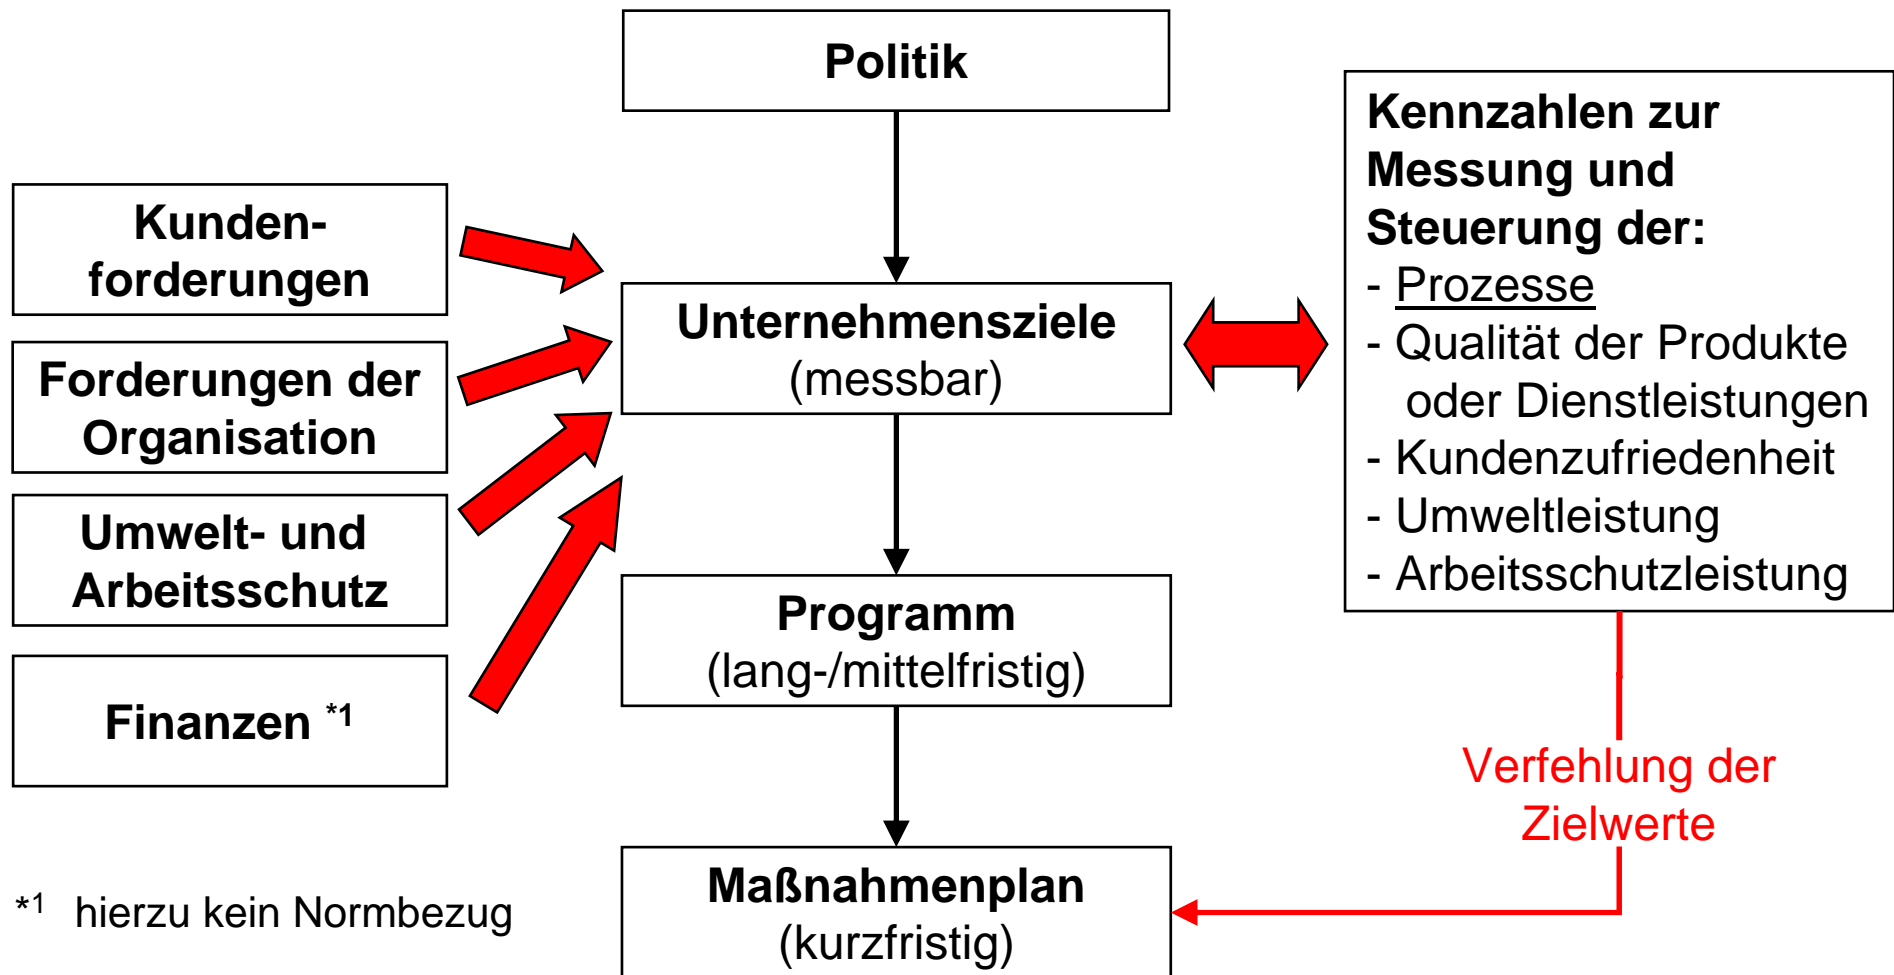 Politik
Kunden-
forderungen
Forderungen der
Organisation
Umwelt- und
Arbeitsschutz
Finanzen *1
Unternehmensziele
(messbar)
Programm
(lang-/mittelfristig)
Maßnahmenplan
(kurzfristig)
Kennzahlen zur
Messung und
Steuerung der:
- Prozesse
- Qualität der Produkte
oder Dienstleistungen
- Kundenzufriedenheit
- Umweltleistung
- Arbeitsschutzleistung
Verfehlung der
Zielwerte
*1 hierzu kein Normbezug